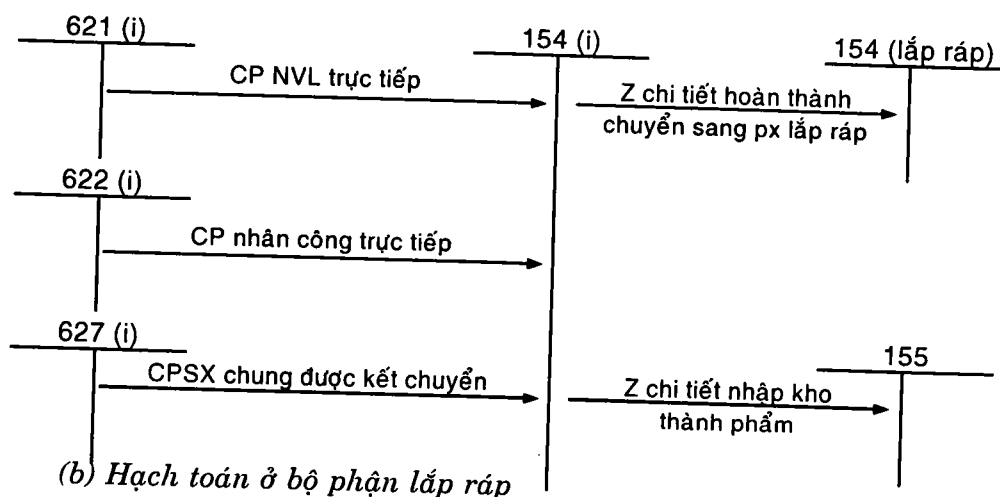 621 (i)
154 (i)
154 (lắp ráp)
CP NVL trực tiếp
Z chi tiết hoàn thành
chuyển sang px lắp ráp
622 (i)
CP nhân công trực tiếp
627 (i)
155
CPSX chung được kết chuyển
Z chi tiết nhập kho
thành phẩm
(b) Hạch toán ở bộ phận lắp ráp